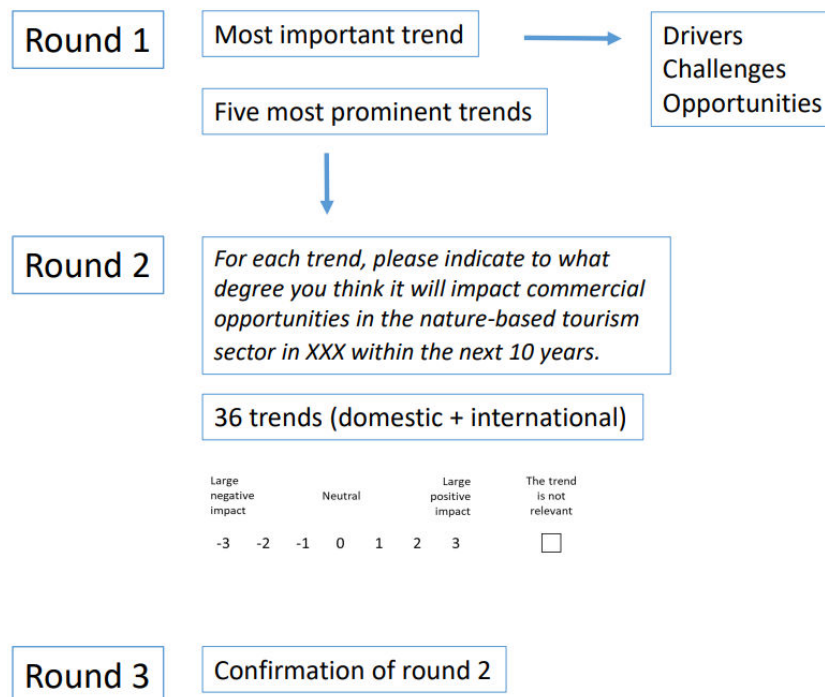 Round 1
Most important trend
Drivers
Challenges
Opportunities
Five most prominent trends
Round 2
For each trend, please indicate to what
degree you think it will impact commercial
opportunities in the nature-based tourism
sector in XXX within the next 10 years.
36 trends (domestic + international)
Large
negative
impact
Neutral
Large
positive
impact
The trend
is not
relevant
-3 -2 -1 0 1 2 3
Round 3
Confirmation of round 2